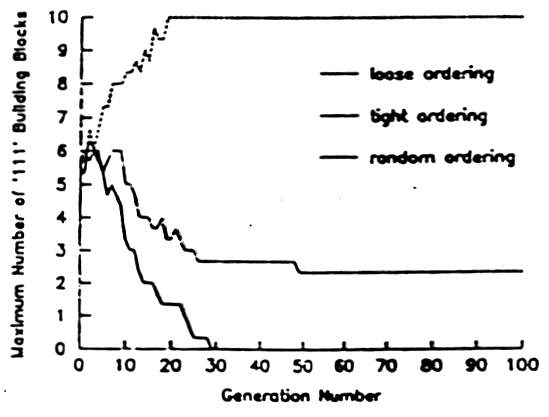 Maximum Number of '111' Building Blocks
10
9
8
7
6
5
4
3
2
1
0
loose ordering
tight ordering
random ordering
0 10 20 30 40 50 60 70 80 90 100
Generation Number